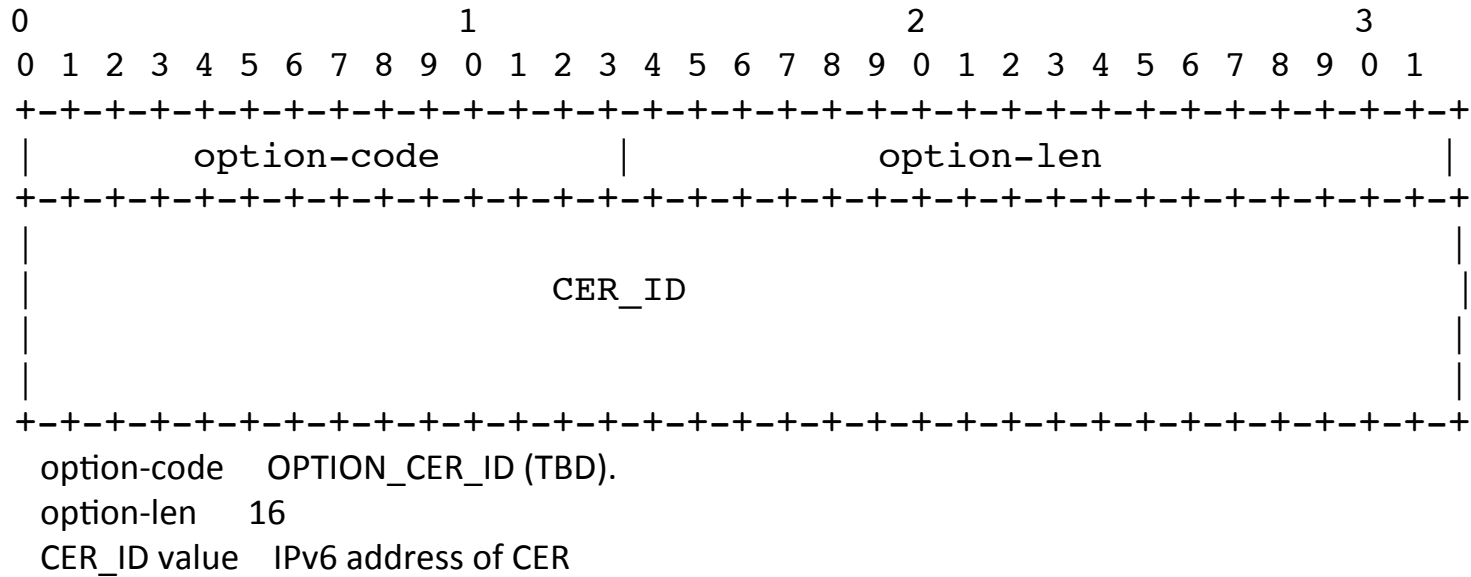 0                   1                   2                   3
0 1 2 3 4 5 6 7 8 9 0 1 2 3 4 5 6 7 8 9 0 1 2 3 4 5 6 7 8 9 0 1
+-+-+-+-+-+-+-+-+-+-+-+-+-+-+-+-+-+-+-+-+-+-+-+-+-+-+-+-+-+-+-+-+
|       option-code        |           option-len              |
+-+-+-+-+-+-+-+-+-+-+-+-+-+-+-+-+-+-+-+-+-+-+-+-+-+-+-+-+-+-+-+-+
|                                                               |
|                       CER_ID                                  |
|                                                               |
|                                                               |
+-+-+-+-+-+-+-+-+-+-+-+-+-+-+-+-+-+-+-+-+-+-+-+-+-+-+-+-+-+-+-+-+
option-code   OPTION_CER_ID (TBD).
option-len   16
CER_ID value   IPv6 address of CER